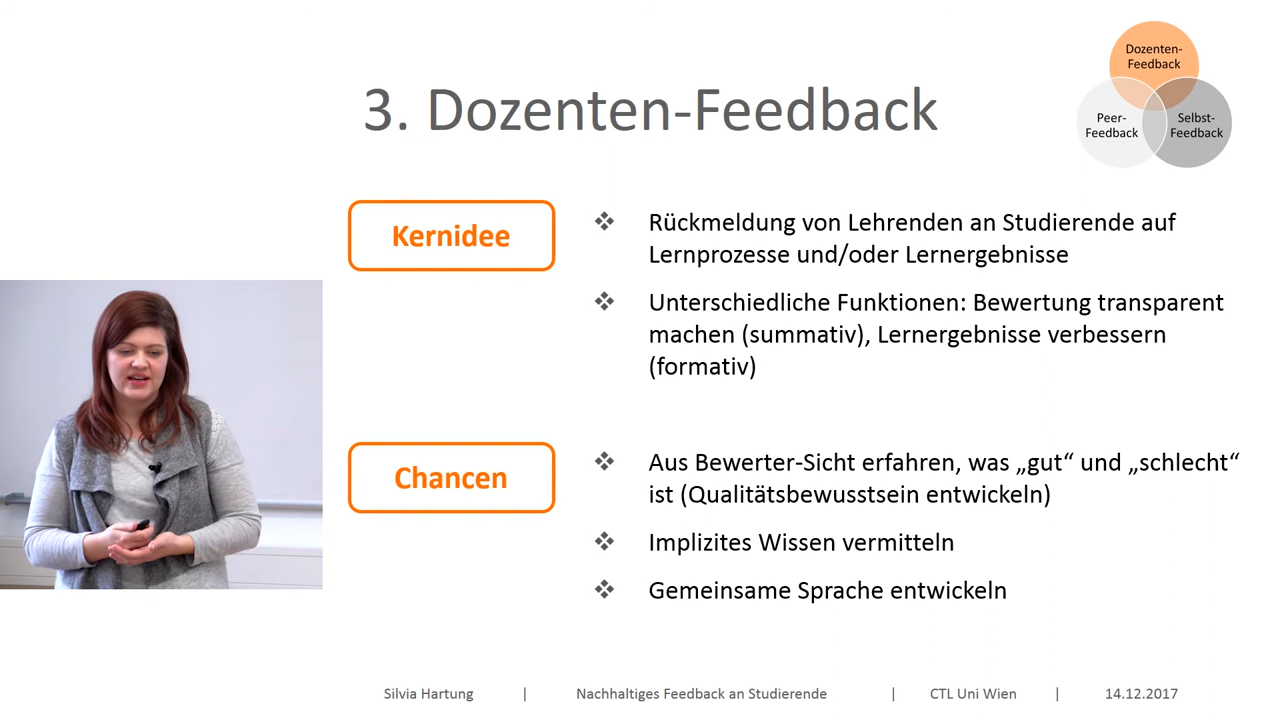 3. Dozenten-Feedback
Dozenten-
Feedback
Peer-
Feedback
Selbst-
Feedback
Kernidee
Rückmeldung von Lehrenden an Studierende auf
Lernprozesse und/oder Lernergebnisse
Unterschiedliche Funktionen: Bewertung transparent
machen (summativ), Lernergebnisse verbessern
(formativ)
Chancen
Aus Bewerter-Sicht erfahren, was „gut“ und „schlecht“
ist (Qualitätsbewusstsein entwickeln)
Implizites Wissen vermitteln
Gemeinsame Sprache entwickeln
Silvia Hartung | Nachhaltiges Feedback an Studierende | CTL Uni Wien | 14.12.2017